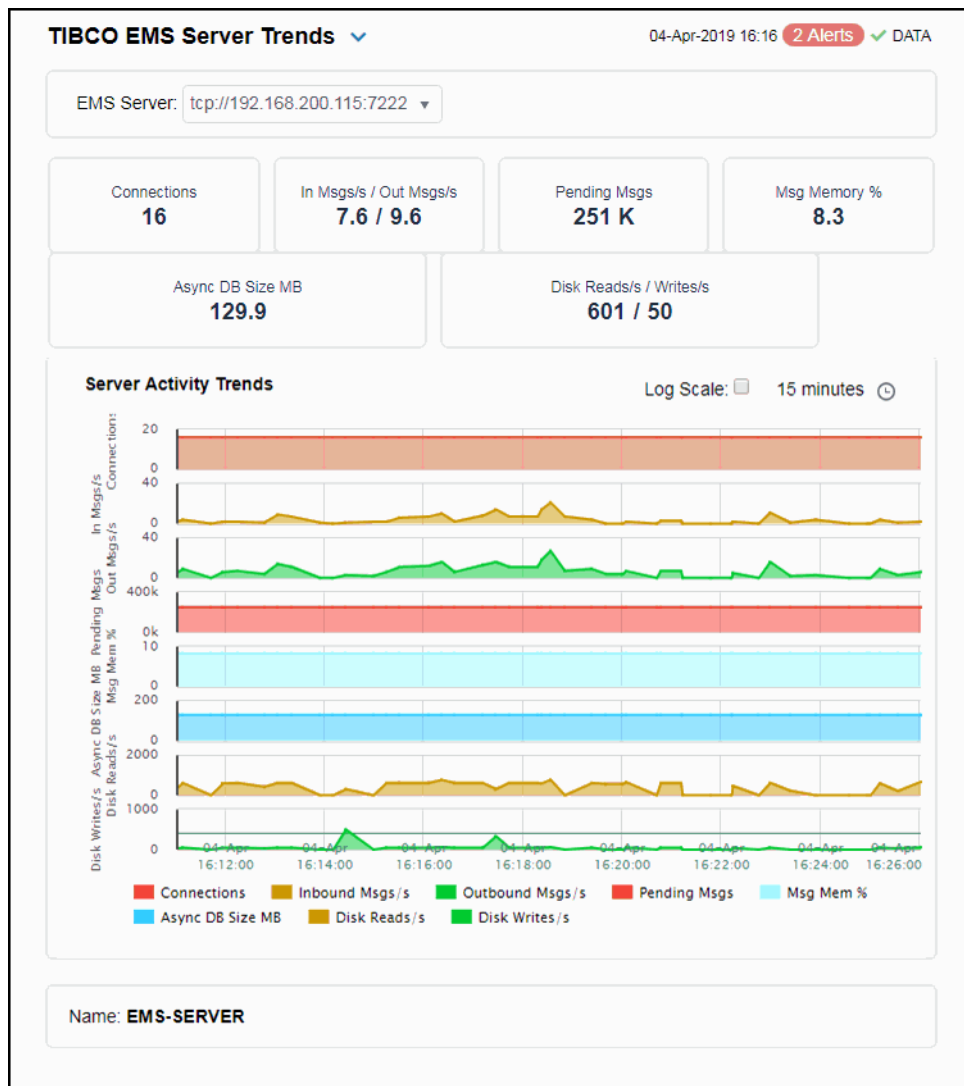 TIBCO EMS Server Trends
04-Apr-2019 16:16 2 Alerts DATA
EMS Server: tcp://192.168.200.115:7222
Connections
16
In Msgs/s / Out Msgs/s
7.6 / 9.6
Pending Msgs
251 K
Msg Memory %
8.3
Async DB Size MB
129.9
Disk Reads/s / Writes/s
601 / 50
Server Activity Trends
Log Scale: 15 minutes
Connections
20
0
In Msgs/s
40
0
Out Msgs/s
40
0
Pending Msgs
400k
0k
Msg Mem %
10
0
Async DB Size MB
200
0
Disk Reads/s
2000
0
Disk Writes/s
1000
0
04-Apr 04-Apr 04-Apr 04-Apr 04-Apr 04-Apr 04-Apr 04-Apr
16:12:00 16:14:00 16:16:00 16:18:00 16:20:00 16:22:00 16:24:00 16:26:00
Connections Inbound Msgs/s Outbound Msgs/s Pending Msgs Msg Mem %
Async DB Size MB Disk Reads/s Disk Writes/s
Name: EMS-SERVER